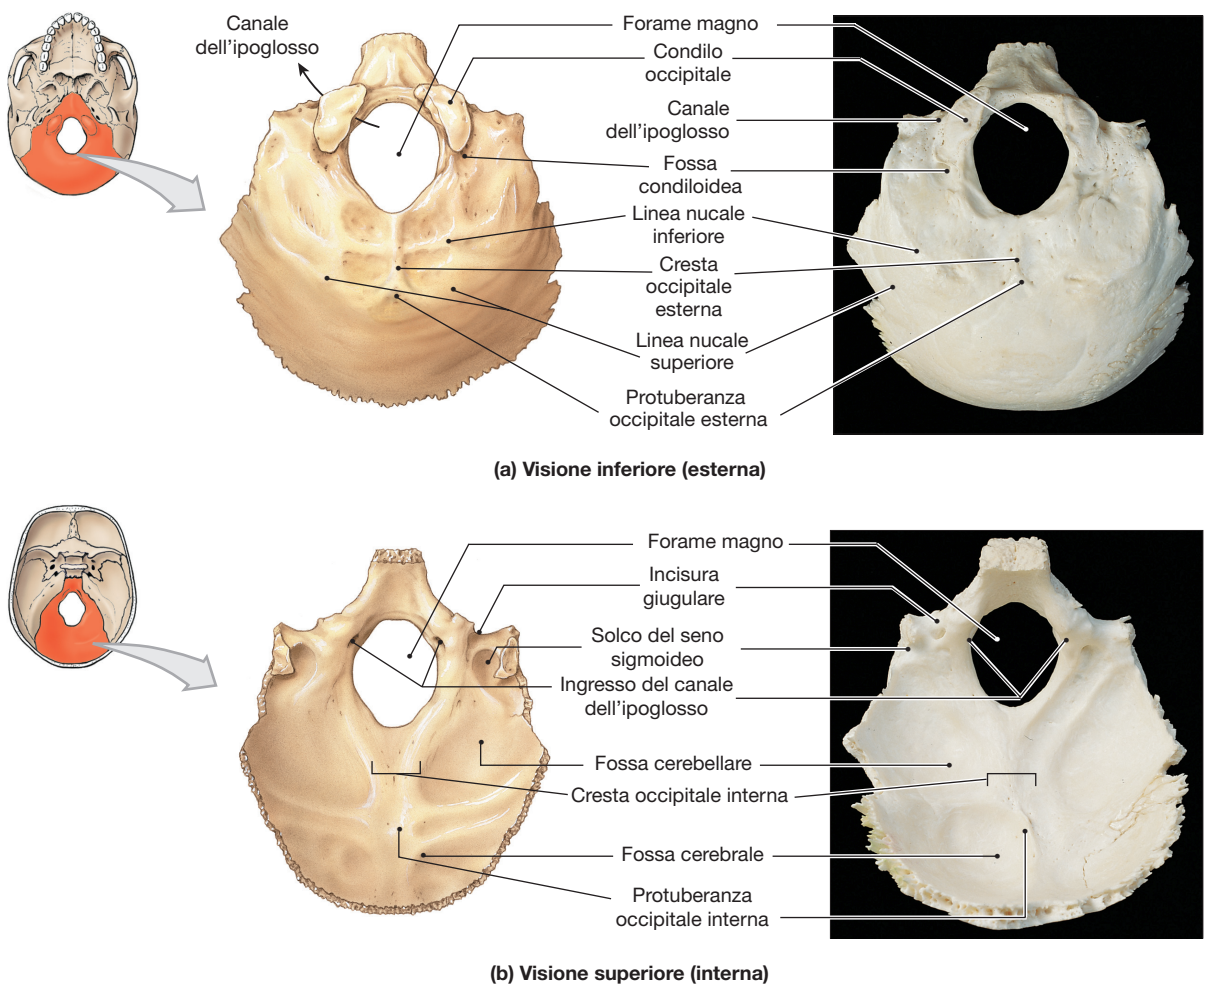 Canale
dell'ipoglosso
Forame magno
Condilo
occipitale
Canale
dell'ipoglosso
Fossa
condiloidea
Linea nucale
inferiore
Cresta
occipitale
esterna
Linea nucale
superiore
Protuberanza
occipitale esterna
(a) Visione inferiore (esterna)
Forame magno
Incisura
giugulare
Solco del seno
sigmoideo
Ingresso del canale
dell'ipoglosso
Fossa cerebellare
Cresta occipitale interna
Fossa cerebrale
Protuberanza
occipitale interna
(b) Visione superiore (interna)